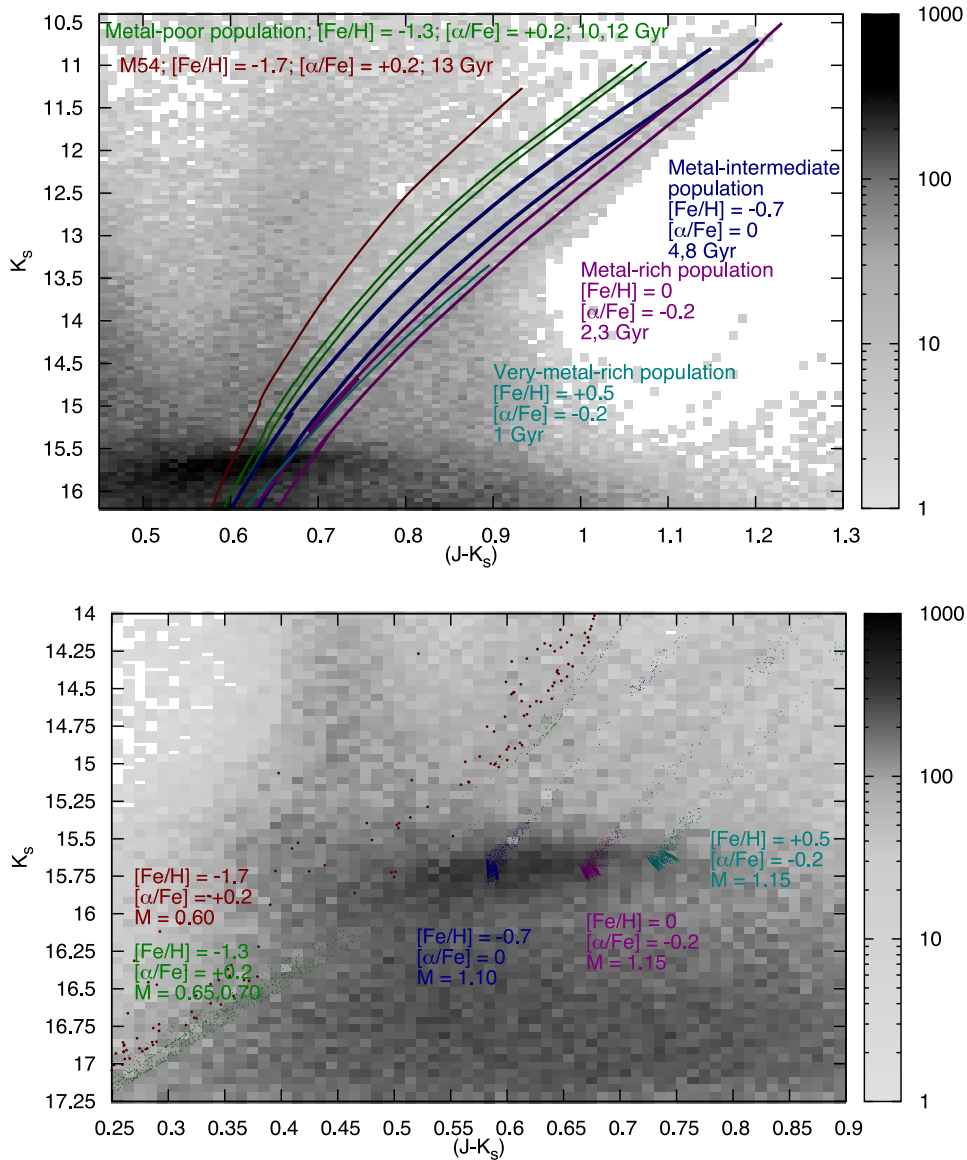 Metal-poor population; [Fe/H] = -1.3; [α/Fe] = +0.2; 10,12 Gyr
M54; [Fe/H] = -1.7; [α/Fe] = +0.2; 13 Gyr
Metal-intermediate
population
[Fe/H] = -0.7
[α/Fe] = 0
4,8 Gyr
Metal-rich population
[Fe/H] = 0
[α/Fe] = -0.2
2,3 Gyr
Very-metal-rich population
[Fe/H] = +0.5
[α/Fe] = -0.2
1 Gyr
10.5
11
11.5
12
12.5
13
13.5
14
14.5
15
15.5
16
Ks
0.5 0.6 0.7 0.8 0.9 1 1.1 1.2 1.3
(J-Ks)
1000
100
10
1
14
14.25
14.5
14.75
15
15.25
15.5
15.75
16
16.25
16.5
16.75
17
17.25
Ks
[Fe/H] = +0.5
[α/Fe] = -0.2
M = 1.15
[Fe/H] = -1.7
[α/Fe] = +0.2
M = 0.60
[Fe/H] = -1.3
[α/Fe] = +0.2
M = 0.65,0.70
[Fe/H] = -0.7
[α/Fe] = 0
M = 1.10
[Fe/H] = 0
[α/Fe] = -0.2
M = 1.15
0.25 0.3 0.35 0.4 0.45 0.5 0.55 0.6 0.65 0.7 0.75 0.8 0.85 0.9
(J-Ks)
1000
100
10
1